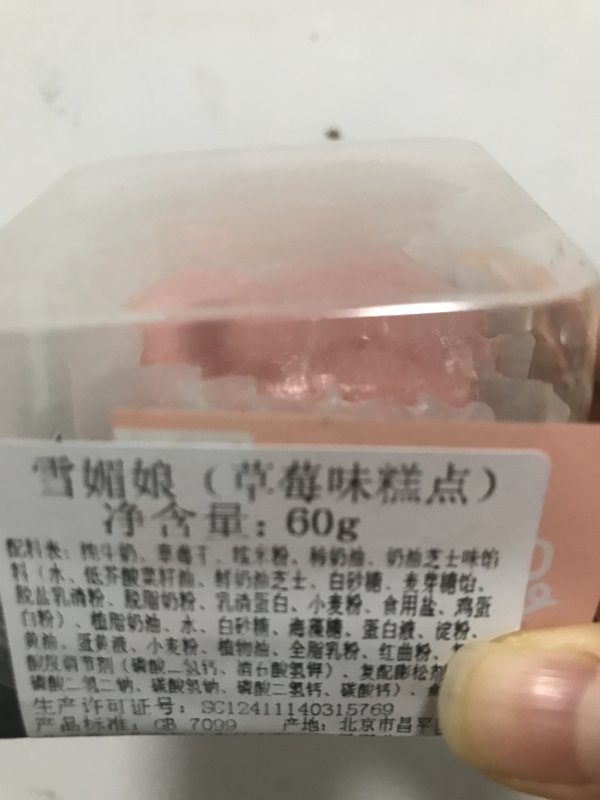 雪媚娘（草莓味糕点）
净含量：60g
配料表：纯牛奶、草莓干、糯米粉、稀奶油、奶油芝士味馅
料（水、低芥酸菜籽油、鲜奶油芝士、白砂糖、麦芽糖饴、
脱盐乳清粉、脱脂奶粉、乳清蛋白、小麦粉、食用盐、鸡蛋
白粉）、植脂奶油、水、白砂糖、海藻糖、蛋白液、淀粉、
黄油、蛋黄液、小麦粉、植物油、全脂乳粉、红曲粉、
酸度调节剂（磷酸二氢钙、酒石酸氢钾）、复配膨松剂
磷酸二氢二钠、碳酸氢钠、磷酸二氢钙、碳酸钙）、食
生产许可证号：SC12411140315769
产品标准：GB 7099 产地：北京市昌平
0g